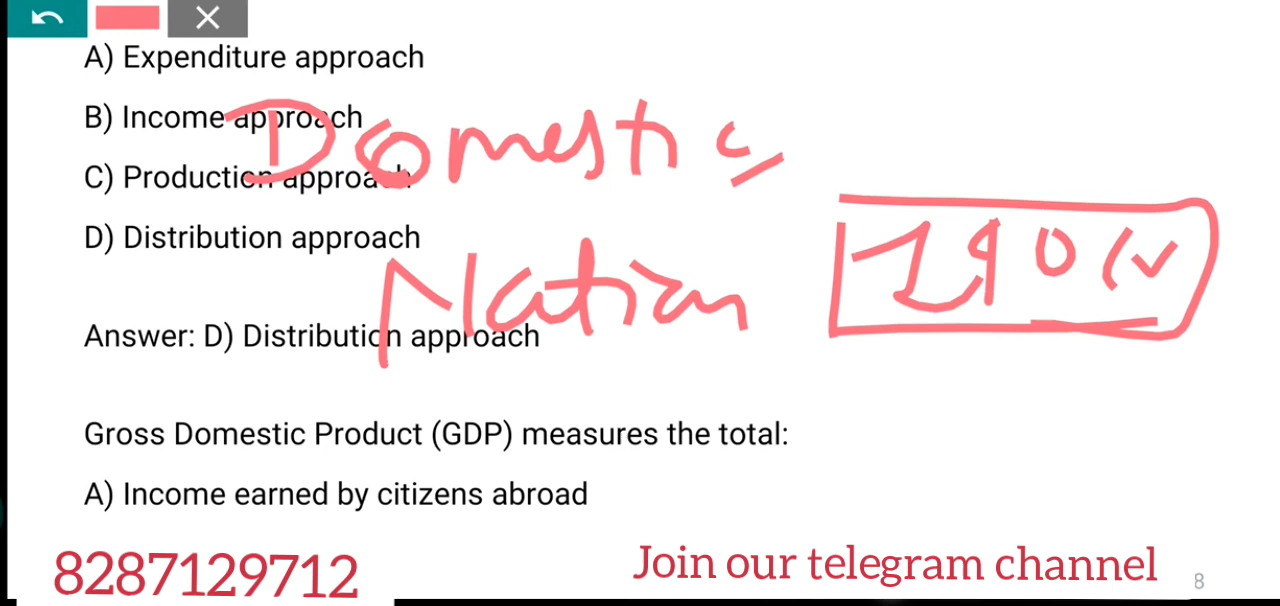 A) Expenditure approach
B) Income approach
Domestic
C) Production approach
D) Distribution approach
Nation
Answer: D) Distribution approach
Gross Domestic Product (GDP) measures the total:
A) Income earned by citizens abroad
8287129712
Join our telegram channel
8